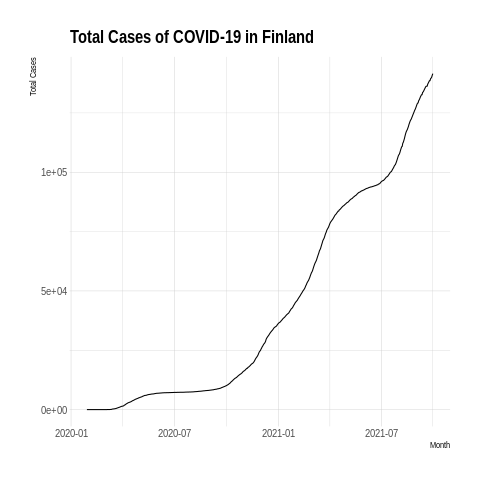 Total Cases of COVID-19 in Finland
Total Cases
1e+05
5e+04
0e+00
2020-01 2020-07 2021-01 2021-07
Month